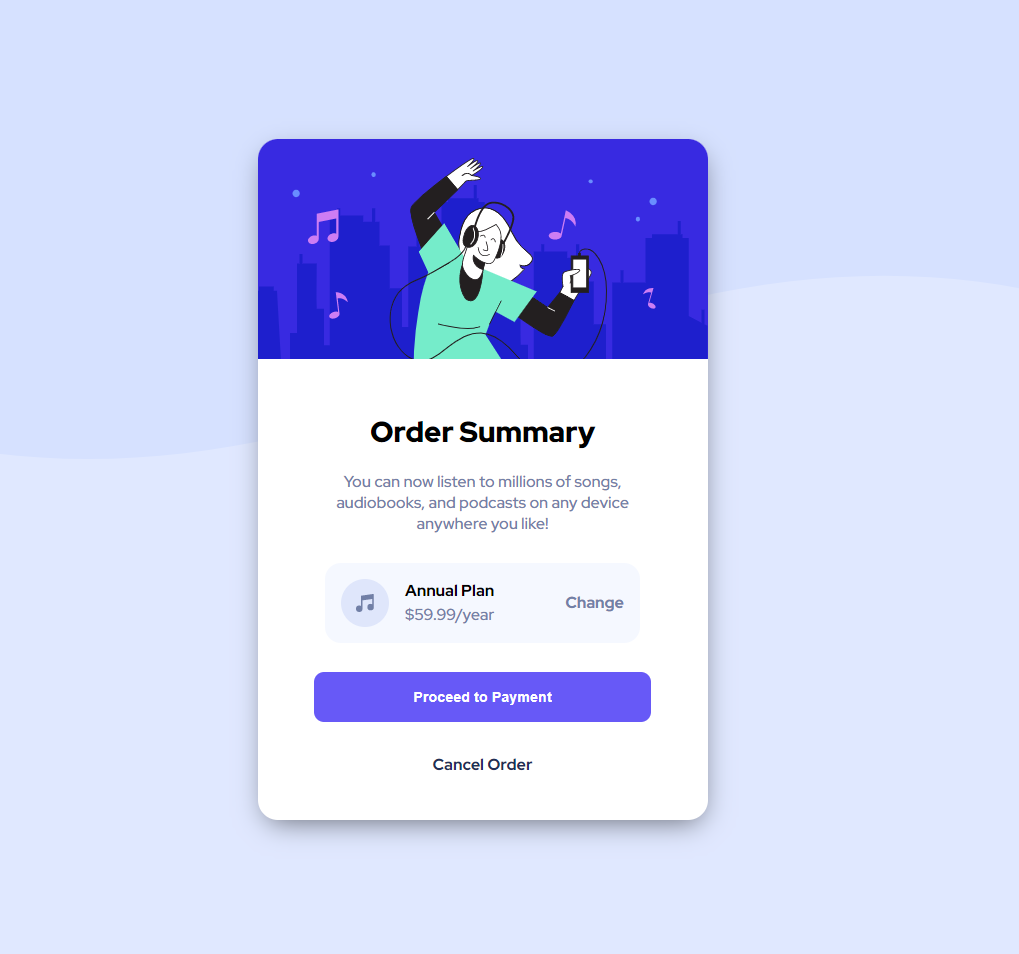 Order Summary
You can now listen to millions of songs,
audiobooks, and podcasts on any device
anywhere you like!
Annual Plan
$59.99/year
Change
Proceed to Payment
Cancel Order